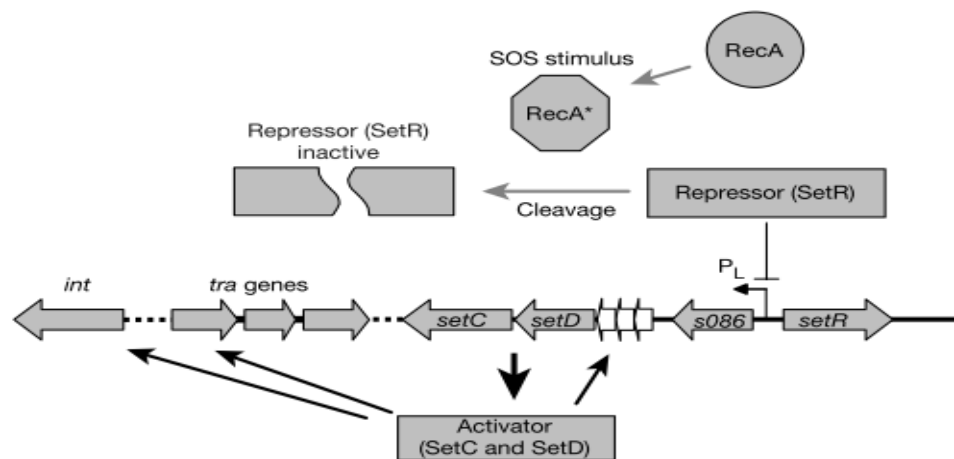 RecA
SOS stimulus
RecA*
Repressor (SetR)
inactive
Repressor (SetR)
Cleavage
P_L
int
tra genes
setC
setD
s086
setR
Activator
(SetC and SetD)